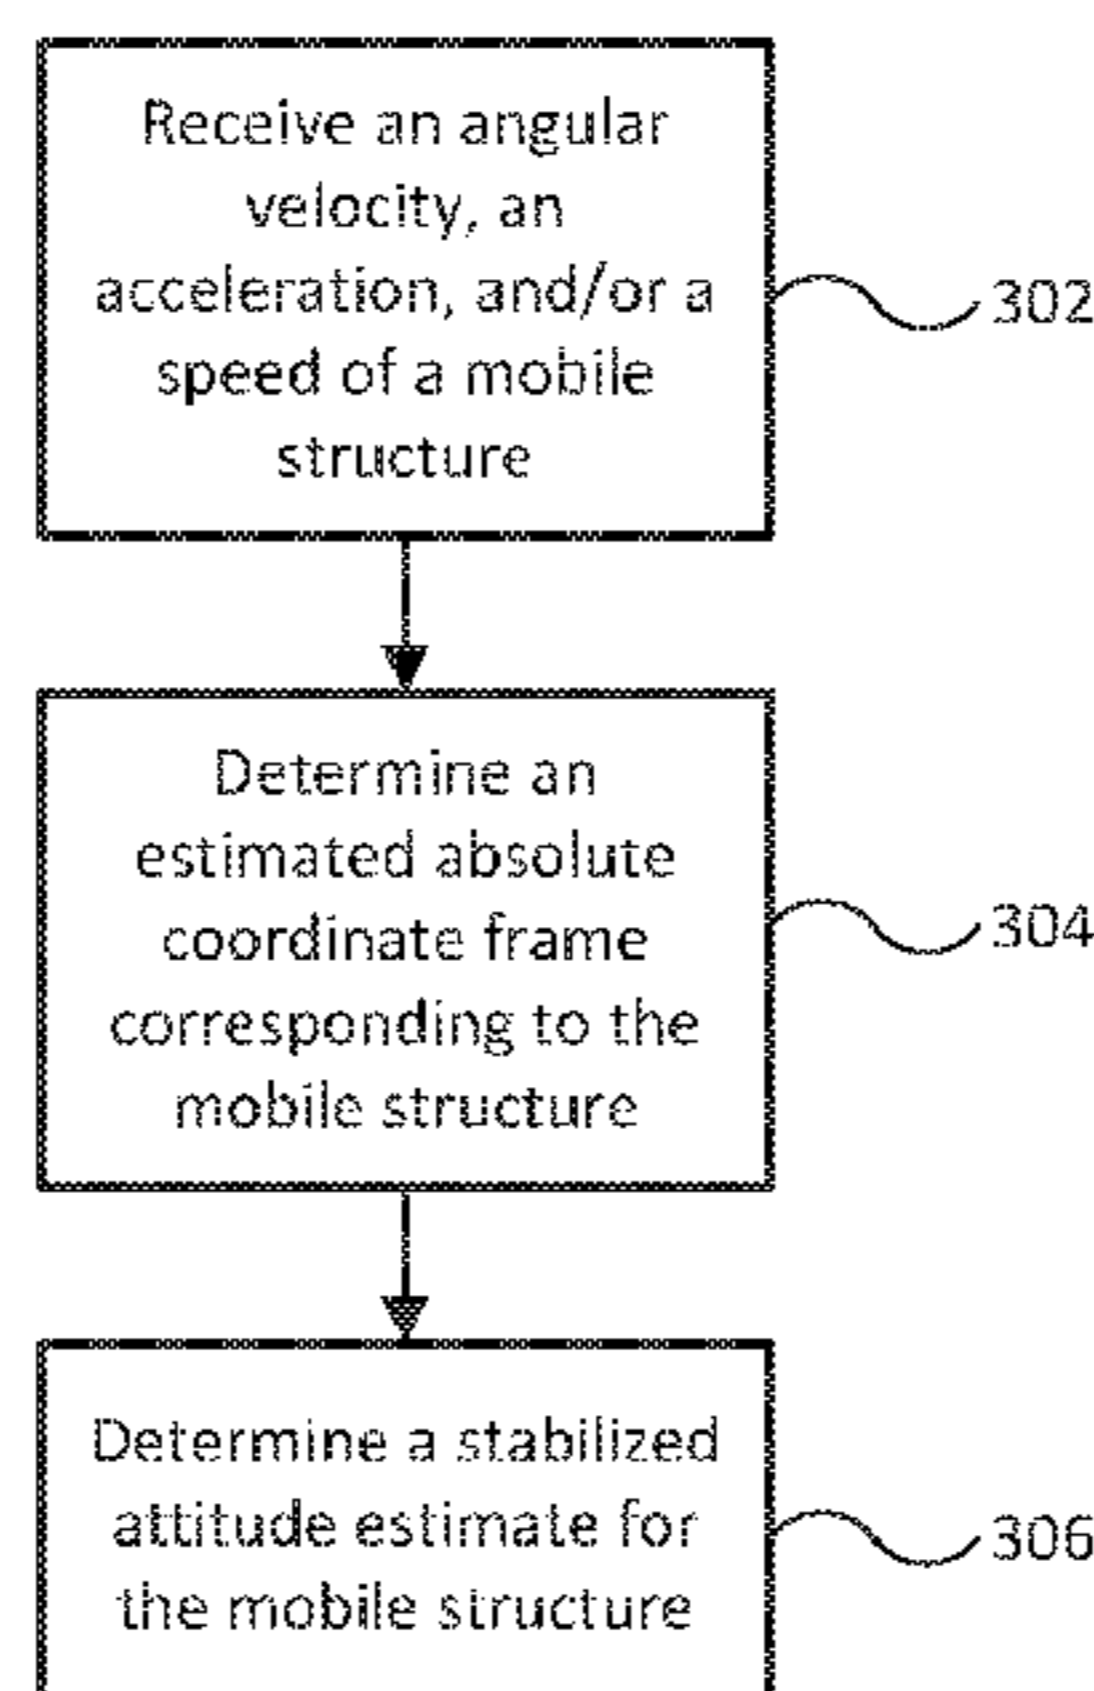 Receive an angular
velocity, an
acceleration, and/or a
speed of a mobile
structure
302
Determine an
estimated absolute
coordinate frame
corresponding to the
mobile structure
304
Determine a stabilized
attitude estimate for
the mobile structure
306